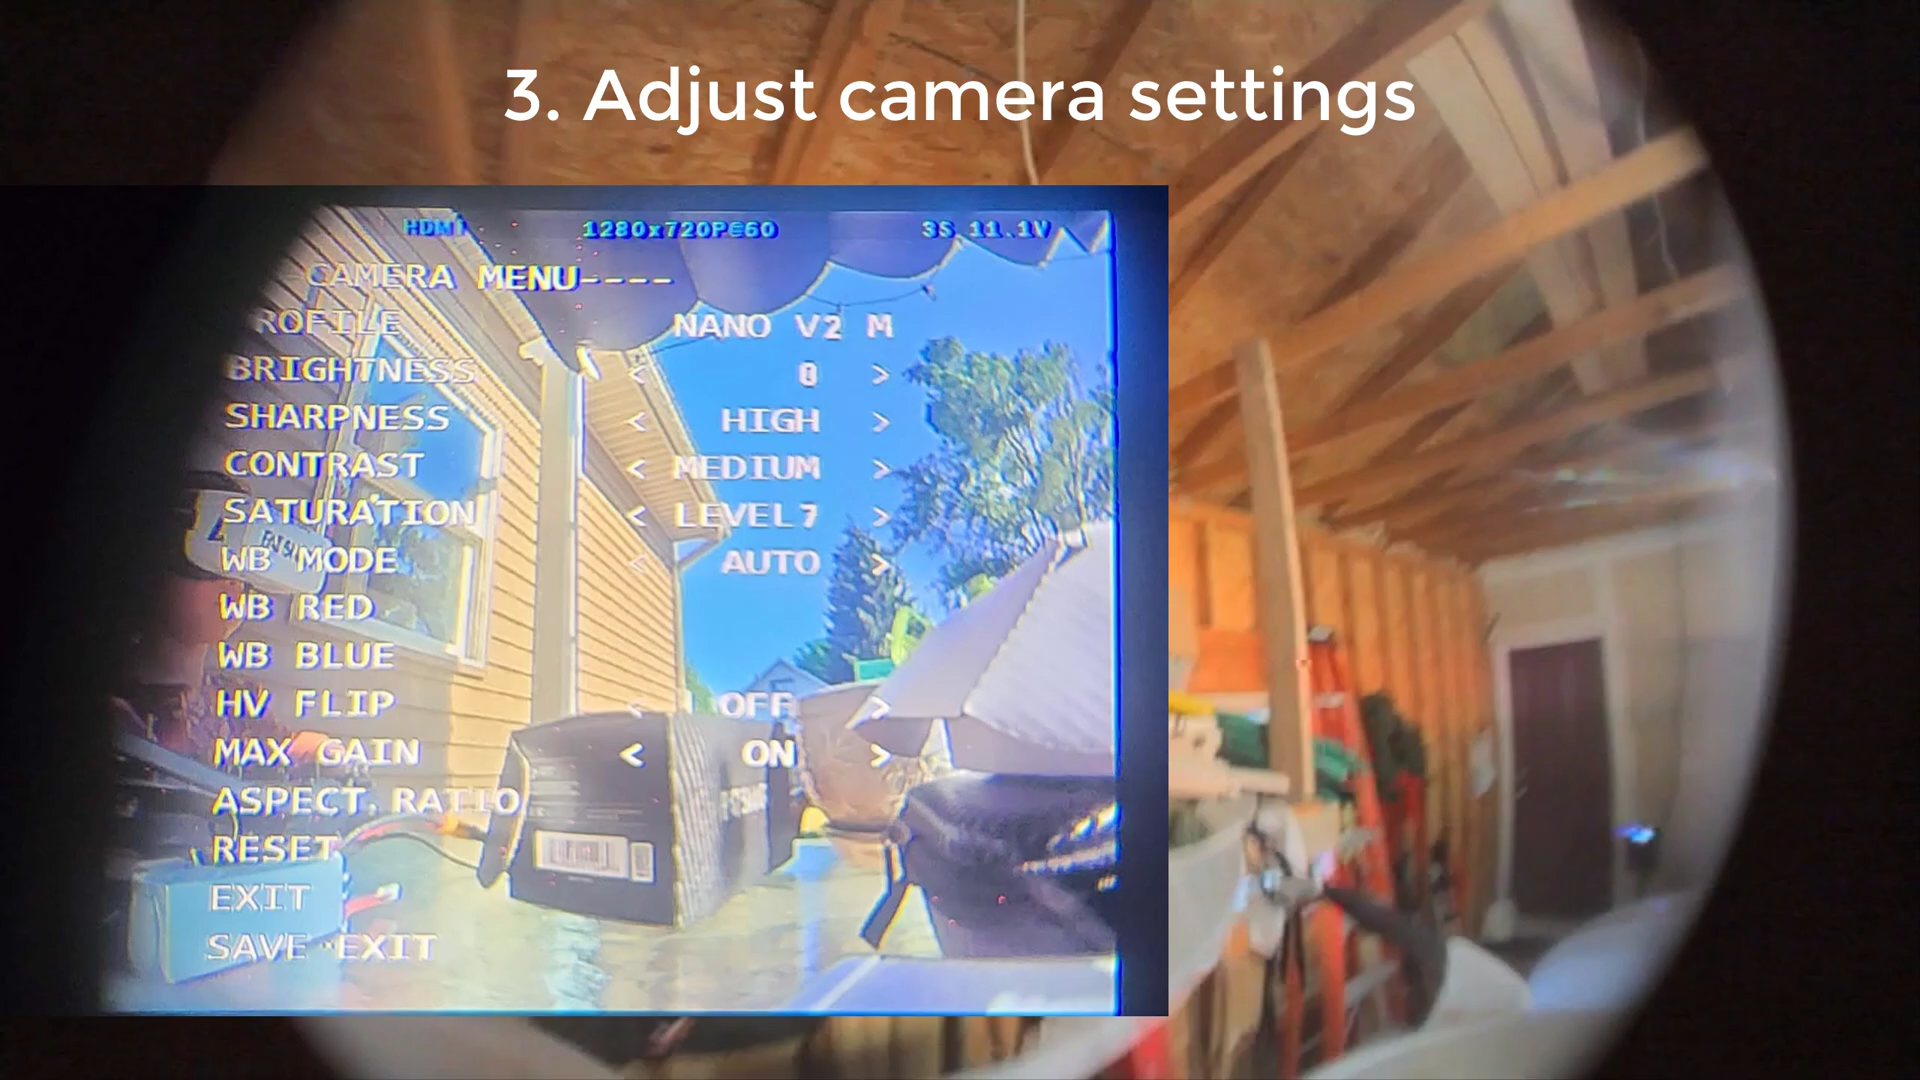 3. Adjust camera settings
HDMI 1280x720P@60 3S 11.1V
CAMERA MENU----
ROFILE NANO V2 M
BRIGHTNESS < 0 >
SHARPNESS < HIGH >
CONTRAST < MEDIUM >
SATURATION < LEVEL7 >
WB MODE < AUTO >
WB RED
WB BLUE
HV FLIP < OFF >
MAX GAIN < ON >
ASPECT RATIO
RESET
EXIT
SAVE EXIT